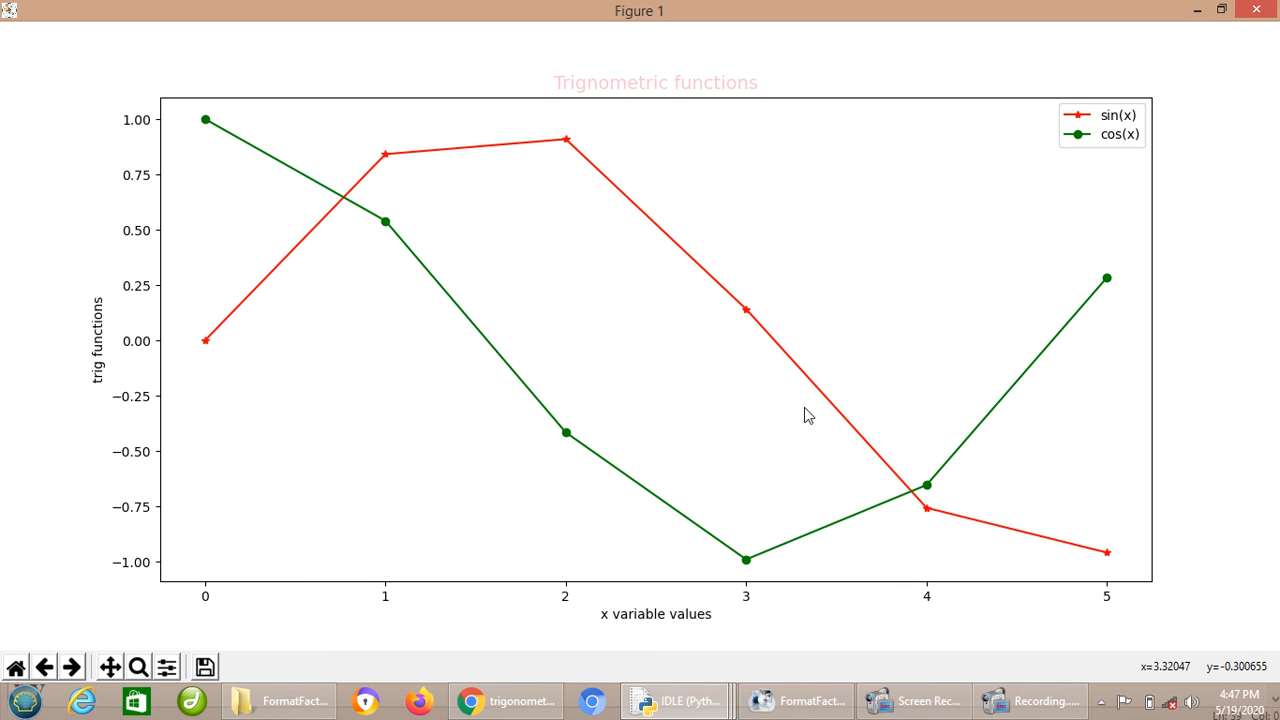 Figure 1
Trignometric functions
sin(x)
cos(x)
1.00
0.75
0.50
0.25
0.00
−0.25
−0.50
−0.75
−1.00
trig functions
0 1 2 3 4 5
x variable values
x=3.32047 y=-0.300655
FormatFact...
trigonomet...
IDLE (Pyth...
FormatFact...
Screen Rec...
Recording.....
4:47 PM
5/19/2020